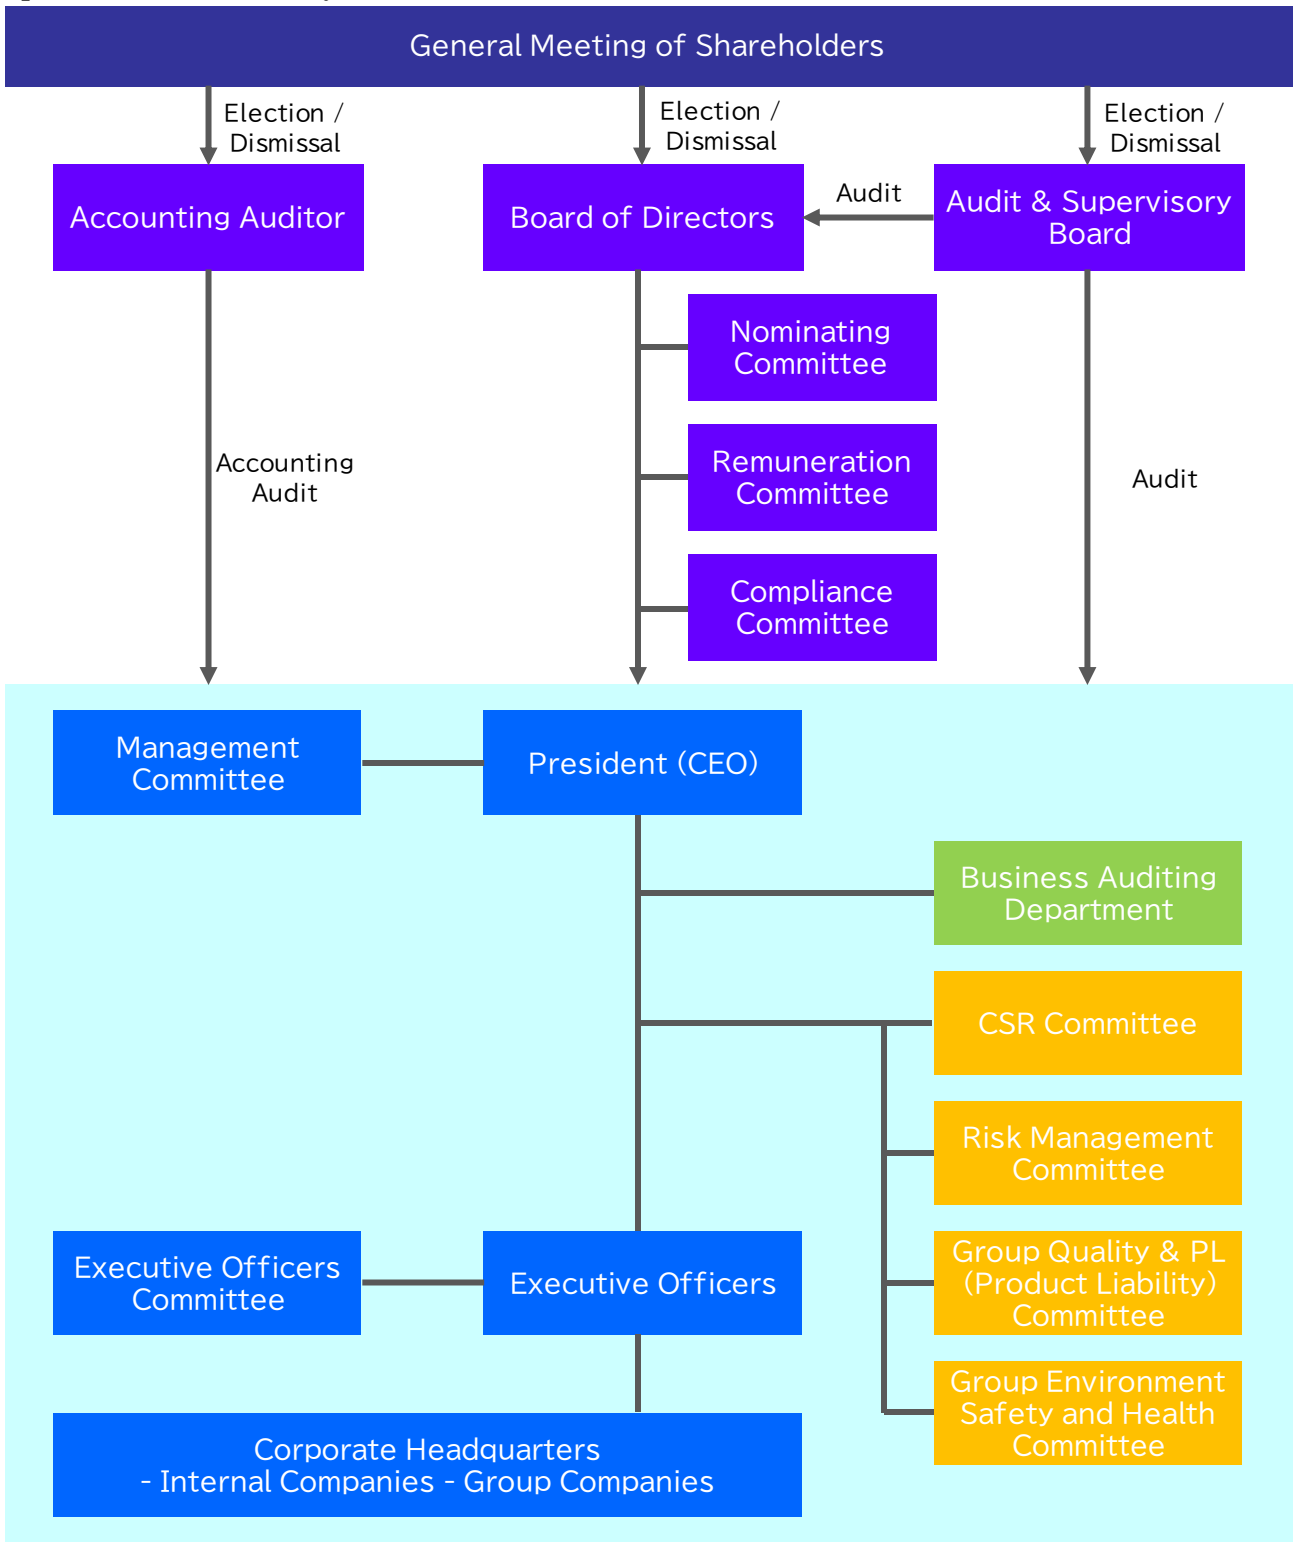 General Meeting of Shareholders
Election /
Dismissal
Election /
Dismissal
Election /
Dismissal
Accounting Auditor
Board of Directors
Audit
Audit & Supervisory
Board
Nominating
Committee
Remuneration
Committee
Compliance
Committee
Accounting
Audit
Audit
Management
Committee
President (CEO)
Business Auditing
Department
CSR Committee
Risk Management
Committee
Group Quality & PL
(Product Liability)
Committee
Group Environment
Safety and Health
Committee
Executive Officers
Committee
Executive Officers
Corporate Headquarters
- Internal Companies - Group Companies